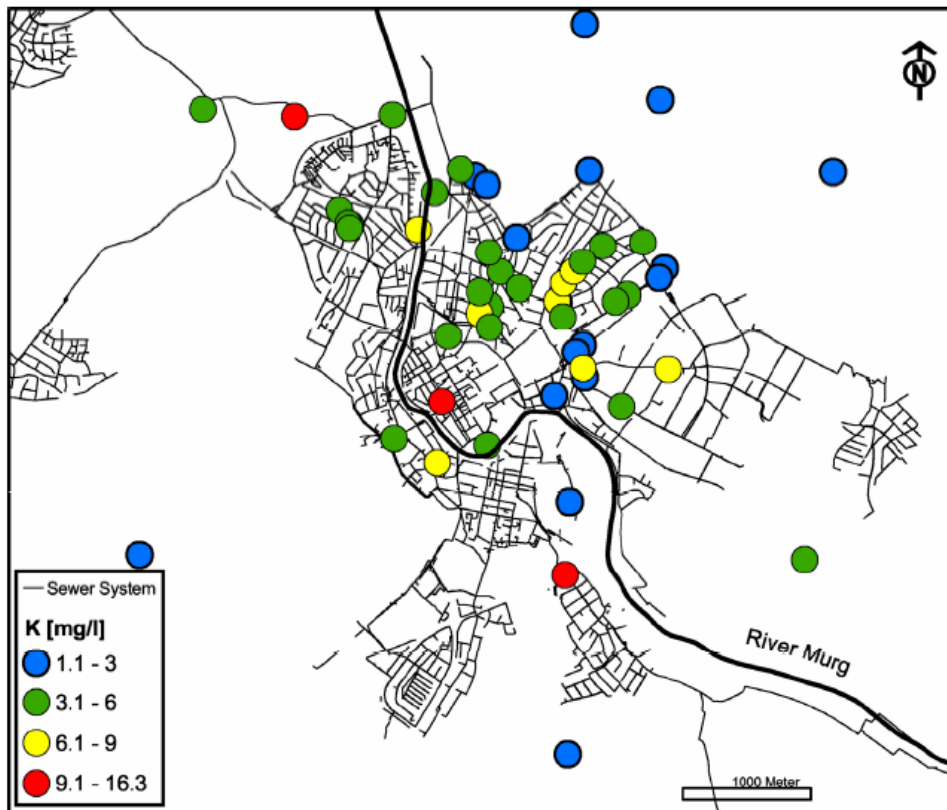 N
River Murg
— Sewer System
K [mg/l]
1.1 - 3
3.1 - 6
6.1 - 9
9.1 - 16.3
1000 Meter